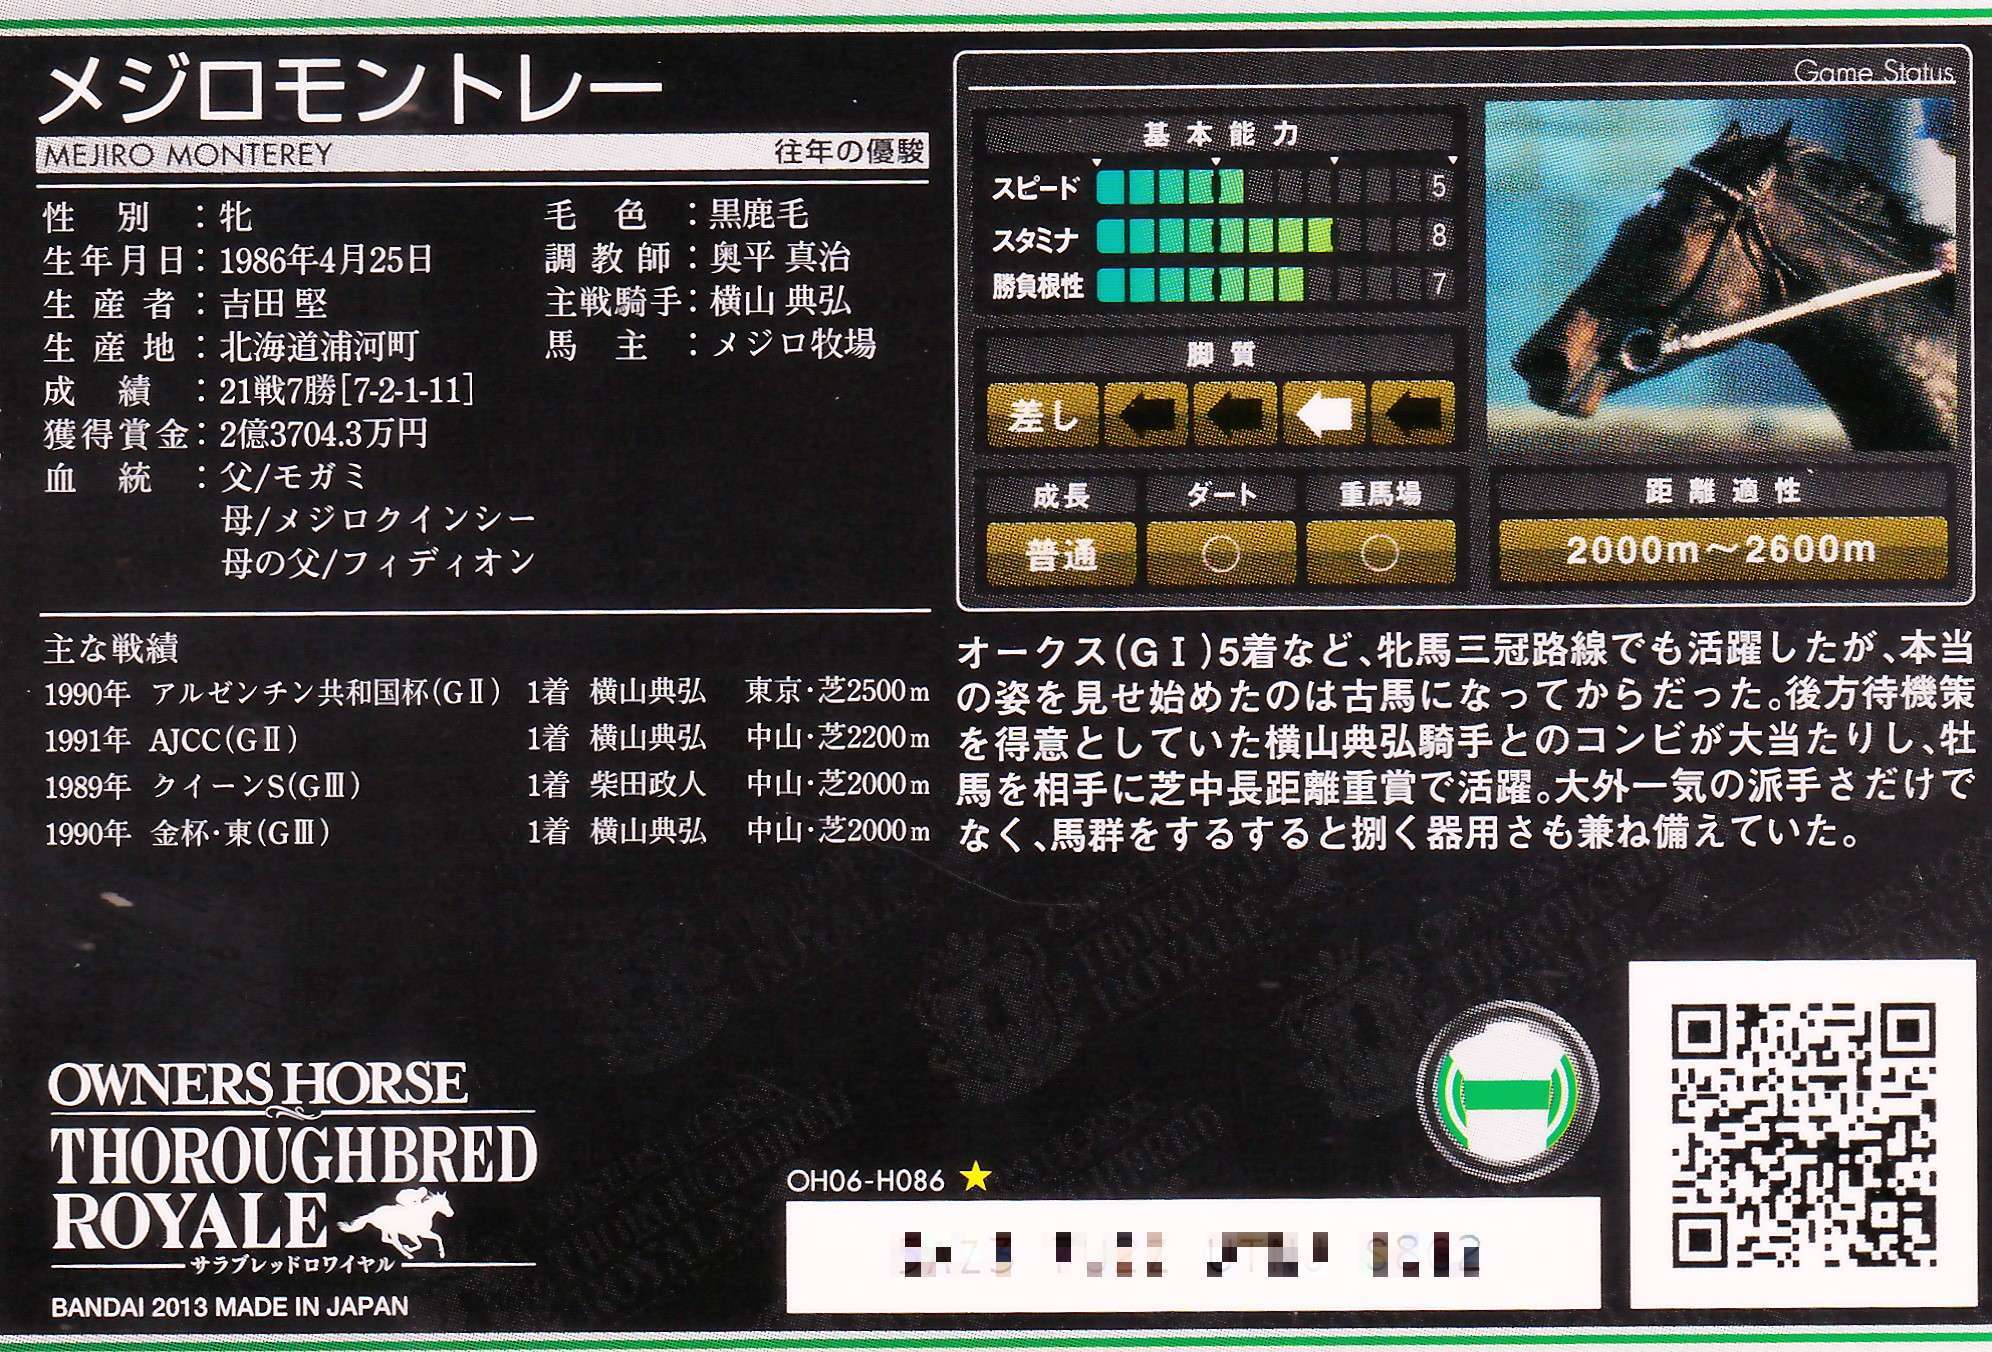 メジロモントレー
MEJIRO MONTEREY 往年の優駿
性別：牝 毛色：黒鹿毛
生年月日：1986年4月25日 調教師：奥平 真治
生産者：吉田 堅 主戦騎手：横山 典弘
生産地：北海道浦河町 馬主：メジロ牧場
成績：21戦7勝[7-2-1-11]
獲得賞金：2億3704.3万円
血統：父/モガミ
母/メジロクインシー
母の父/フィディオン
主な戦績
1990年 アルゼンチン共和国杯(GⅡ) 1着 横山典弘 東京・芝2500m
1991年 AJCC(GⅡ) 1着 横山典弘 中山・芝2200m
1989年 クイーンS(GⅢ) 1着 柴田政人 中山・芝2000m
1990年 金杯・東(GⅢ) 1着 横山典弘 中山・芝2000m
Game Status
基本能力
スピード 5
スタミナ 8
勝負根性 7
脚質
差し
成長 ダート 重馬場 距離適性
普通 ○ ○ 2000m～2600m
オークス(GⅠ)5着など、牝馬三冠路線でも活躍したが、本当
の姿を見せ始めたのは古馬になってからだった。後方待機策
を得意としていた横山典弘騎手とのコンビが大当たりし、牡
馬を相手に芝中長距離重賞で活躍。大外一気の派手さだけで
なく、馬群をするすると捌く器用さも兼ね備えていた。
OWNERS HORSE
THOROUGHBRED
ROYALE
サラブレッドロワイヤル
BANDAI 2013 MADE IN JAPAN
OH06-H086 ★